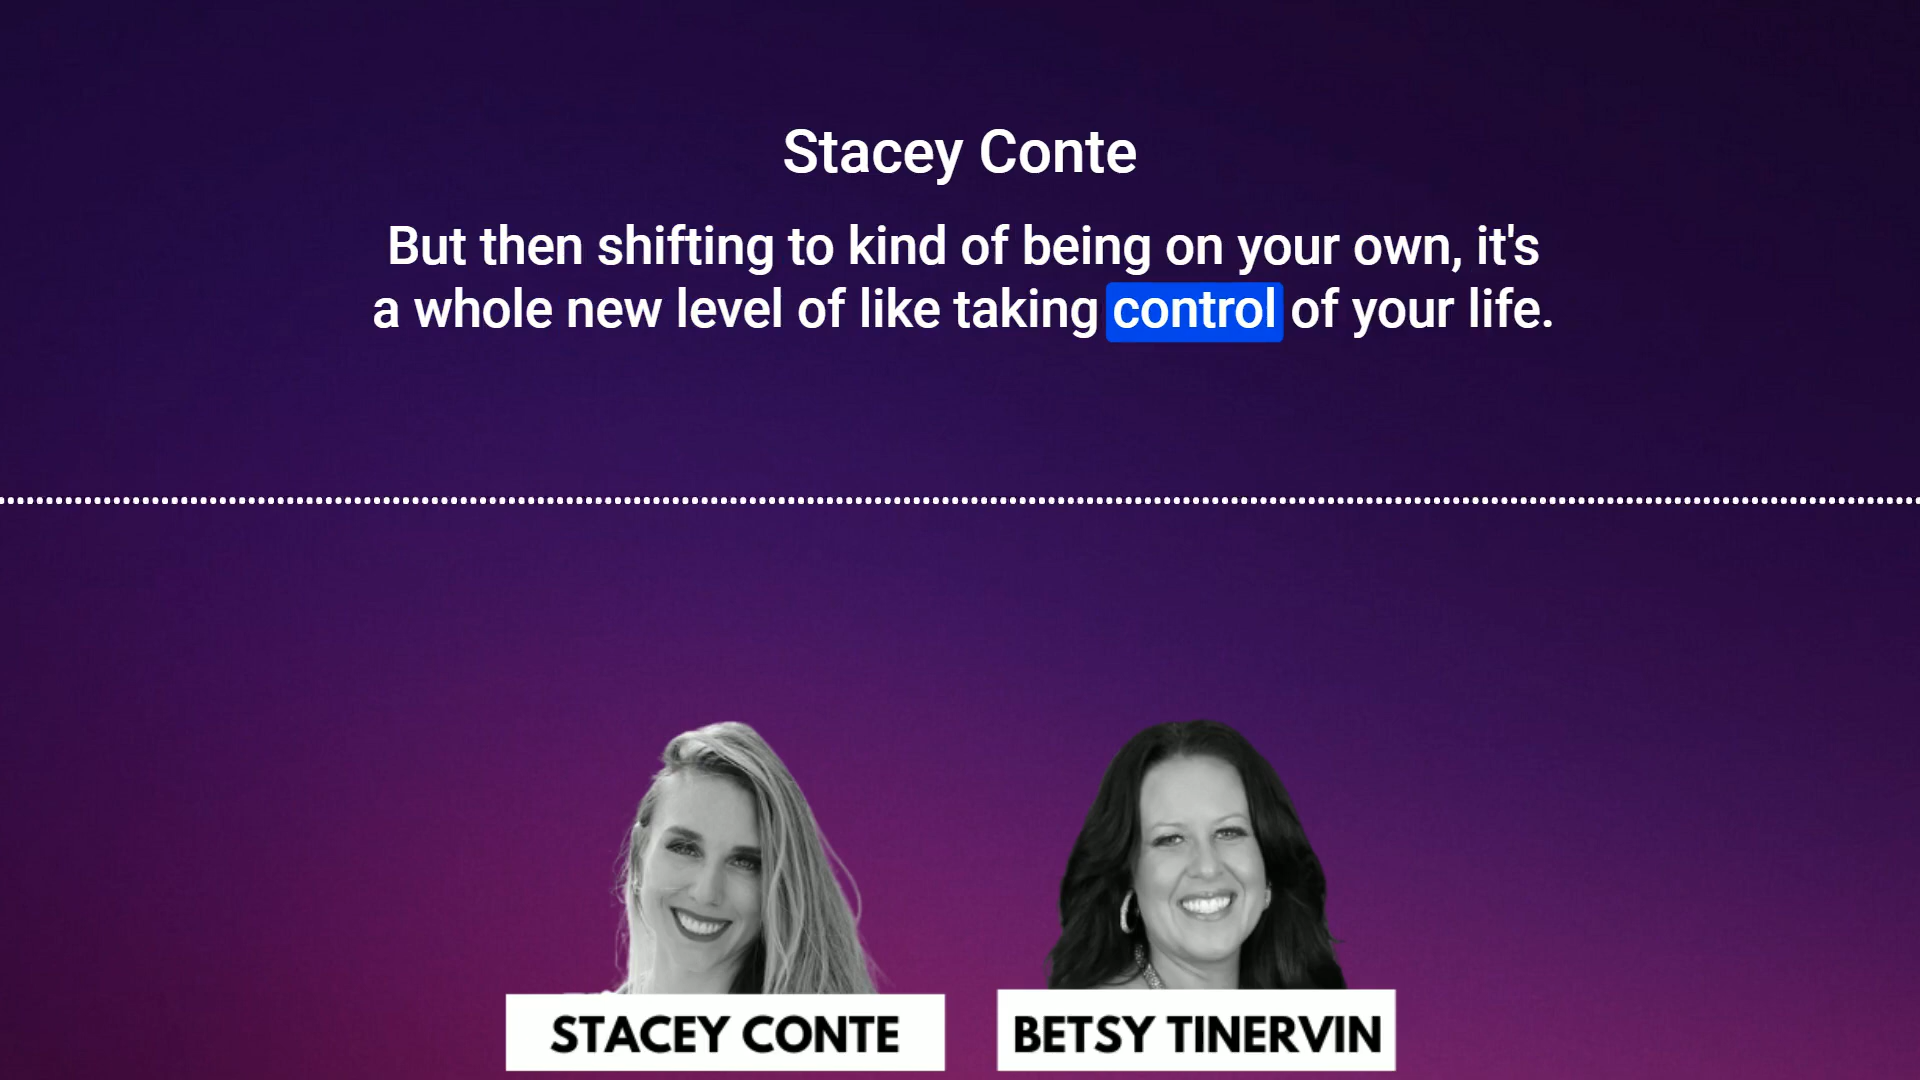 Stacey Conte
But then shifting to kind of being on your own, it's
a whole new level of like taking control of your life.
STACEY CONTE
BETSY TINERVIN